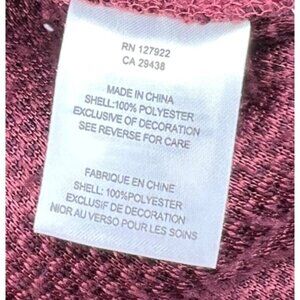 RN 127922
CA 29438
MADE IN CHINA
SHELL:100% POLYESTER
EXCLUSIVE OF DECORATION
SEE REVERSE FOR CARE
FABRIQUE EN CHINE
SHELL: 100%POLYESTER
EXCLUSIF DE DECORATION
NIOR AU VERSO POUR LES SOINS